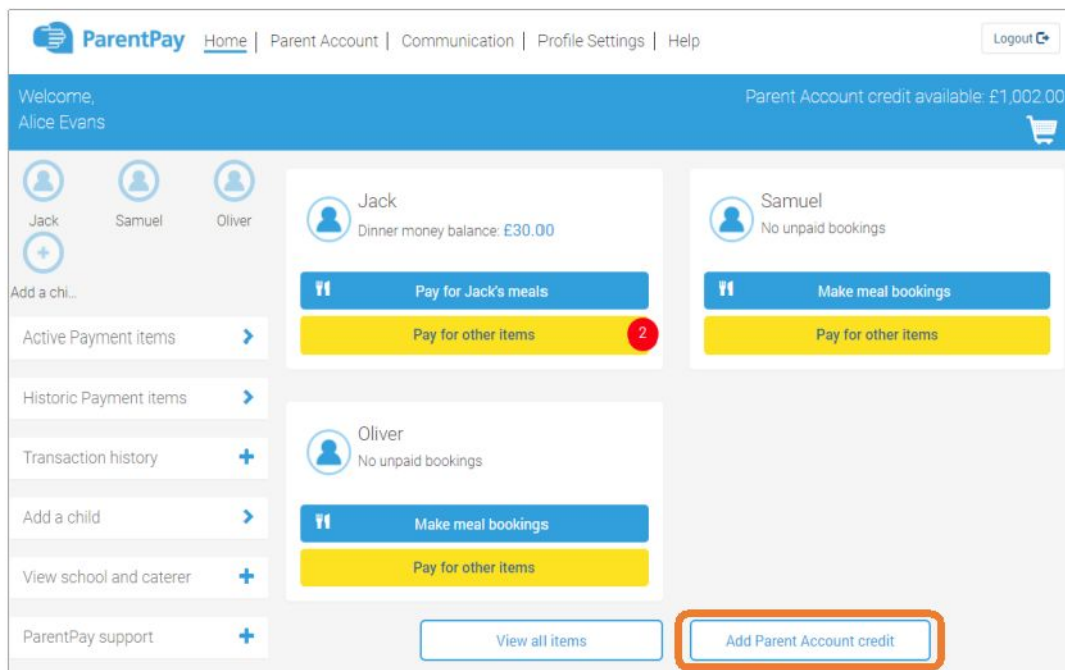 ParentPay Home | Parent Account | Communication | Profile Settings | Help Logout
Welcome,
Alice Evans
Parent Account credit available: £1,002.00
Jack Samuel Oliver
Add a chi...
Active Payment items
Historic Payment items
Transaction history
Add a child
View school and caterer
ParentPay support
Jack
Dinner money balance: £30.00
Pay for Jack's meals
Pay for other items 2
Samuel
No unpaid bookings
Make meal bookings
Pay for other items
Oliver
No unpaid bookings
Make meal bookings
Pay for other items
View all items
Add Parent Account credit